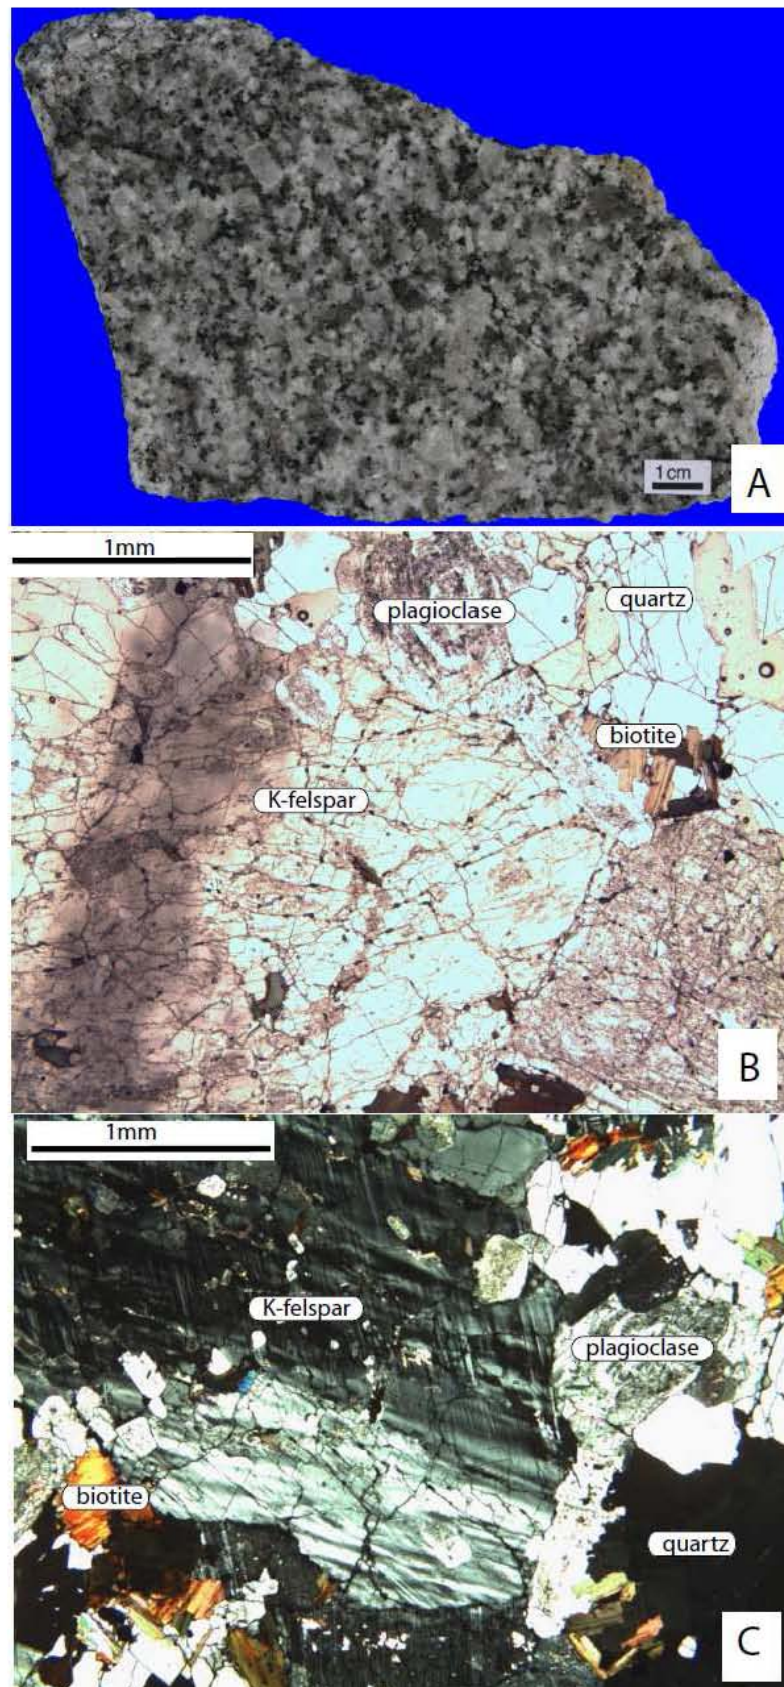 1cm
A
1mm
plagioclase
quartz
biotite
K-felspar
B
1mm
K-felspar
plagioclase
biotite
quartz
C